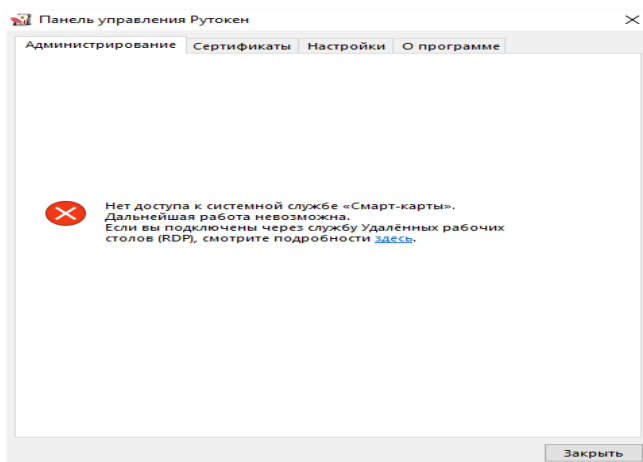 Панель управления Рутокен
Администрирование Сертификаты Настройки О программе
Нет доступа к системной службе «Смарт-карты».
Дальнейшая работа невозможна.
Если вы подключены через службу Удалённых рабочих
столов (RDP), смотрите подробности здесь.
Закрыть